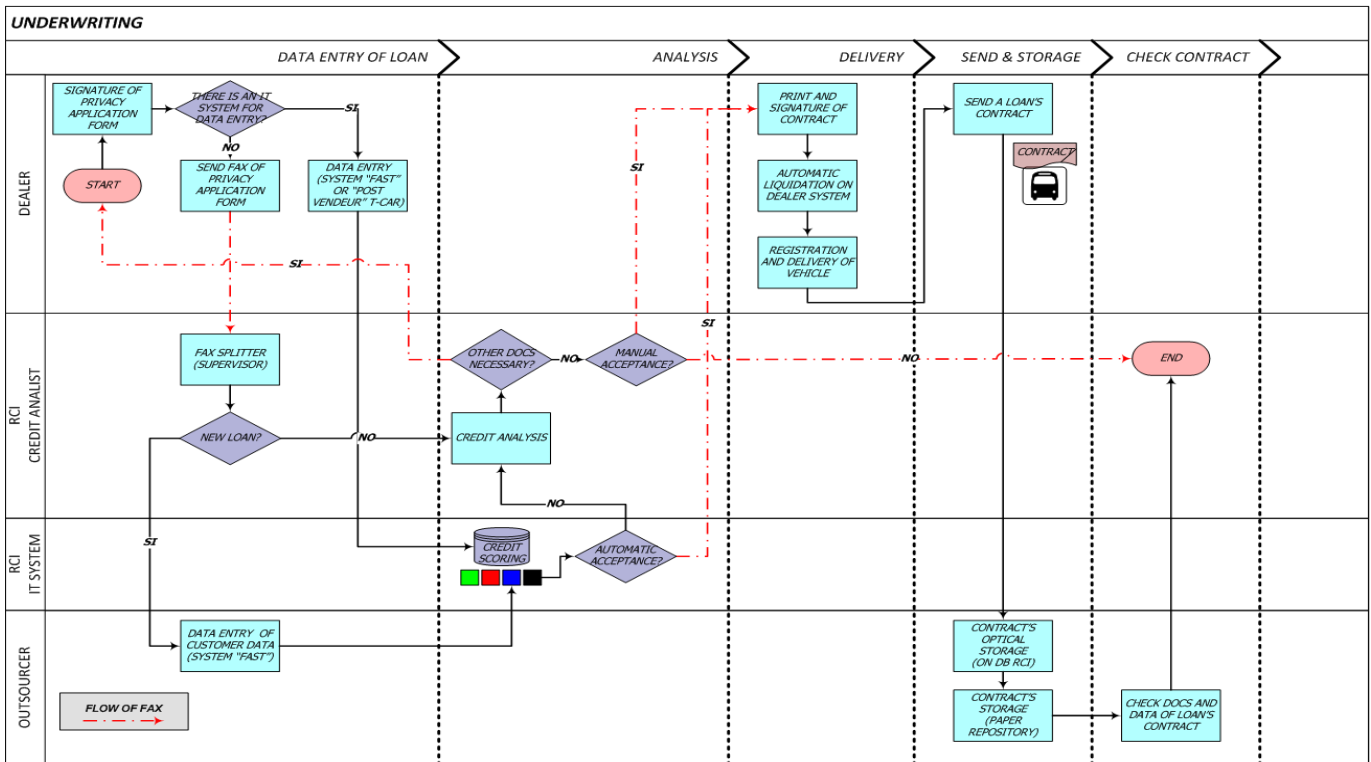 UNDERWRITING
DATA ENTRY OF LOAN
ANALYSIS
DELIVERY
SEND & STORAGE
CHECK CONTRACT
DEALER
SIGNATURE OF
PRIVACY
APPLICATION
FORM
THERE IS AN IT
SYSTEM FOR
DATA ENTRY?
SI
NO
START
SEND FAX OF
PRIVACY
APPLICATION
FORM
DATA ENTRY
(SYSTEM "FAST"
OR "POST
VENDEUR" T-CAR)
SI
SI
PRINT AND
SIGNATURE OF
CONTRACT
AUTOMATIC
LIQUIDATION ON
DEALER SYSTEM
REGISTRATION
AND DELIVERY OF
VEHICLE
SEND A LOAN'S
CONTRACT
CONTRACT
RCI
CREDIT ANALIST
FAX SPLITTER
(SUPERVISOR)
NEW LOAN?
NO
OTHER DOCS
NECESSARY?
NO
MANUAL
ACCEPTANCE?
SI
NO
END
CREDIT ANALYSIS
NO
RCI
IT SYSTEM
SI
CREDIT
SCORING
AUTOMATIC
ACCEPTANCE?
OUTSOURCER
DATA ENTRY OF
CUSTOMER DATA
(SYSTEM "FAST")
FLOW OF FAX
CONTRACT'S
OPTICAL
STORAGE
(ON DB RCI)
CONTRACT'S
STORAGE
(PAPER
REPOSITORY)
CHECK DOCS AND
DATA OF LOAN'S
CONTRACT